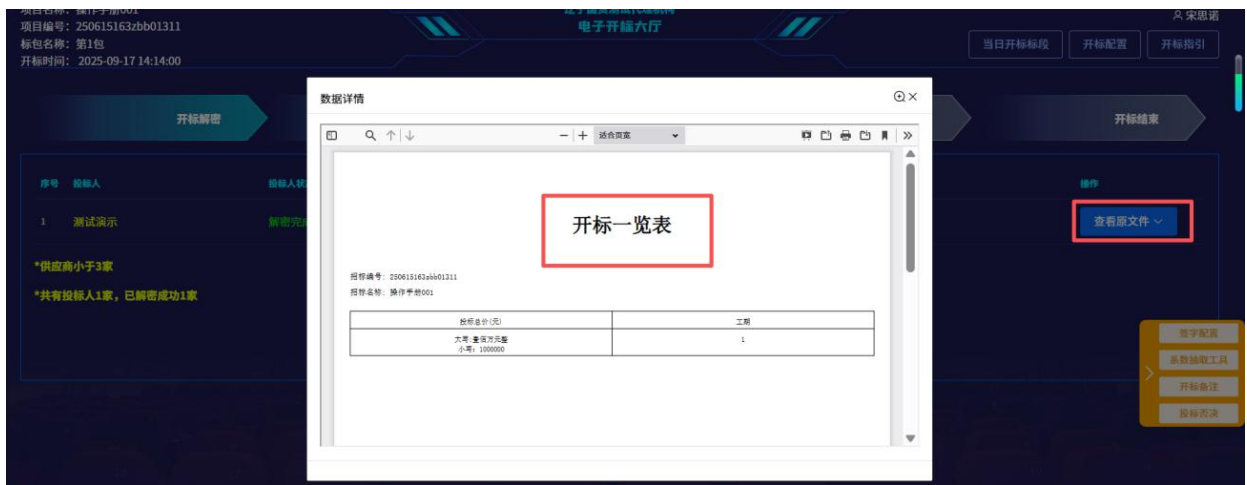 项目名称：操作手册001
项目编号：250615163zbb01311
标包名称：第1包
开标时间：2025-09-17 14:14:00
电子开标大厅
宋思诺
当日开标标段
开标配置
开标指引
开标解密
开标结束
数据详情
适合页宽
开标一览表
招标编号：250615163zbb01311
招标名称：操作手册001
投标总价(元) 工期
大写:壹佰万元整 1
小写：1000000
序号 投标人 投标人状 操作
1 测试演示 解密完成 查看原文件
*供应商小于3家
*共有投标人1家，已解密成功1家
签字配置
系数抽取工具
开标备注
投标否决